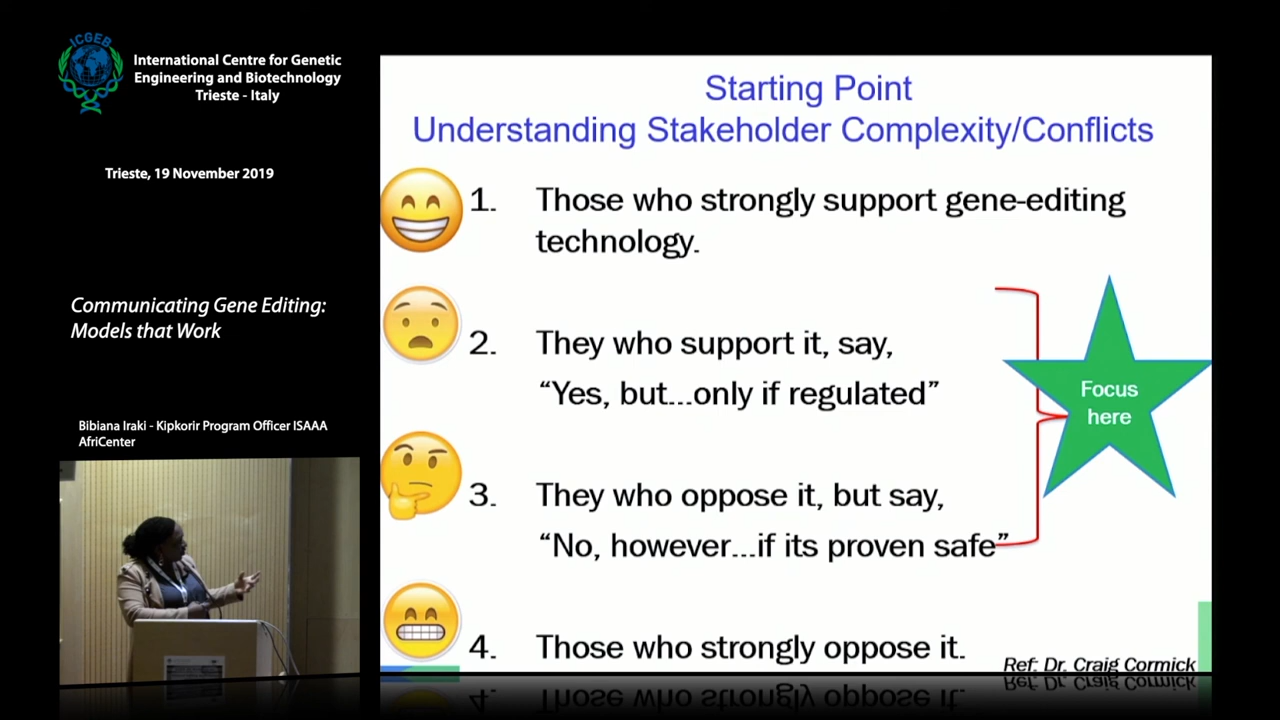 ICGEB
International Centre for Genetic
Engineering and Biotechnology
Trieste - Italy
Trieste, 19 November 2019
Communicating Gene Editing:
Models that Work
Bibiana Iraki - Kipkorir Program Officer ISAAA
AfriCenter
Starting Point
Understanding Stakeholder Complexity/Conflicts
1. Those who strongly support gene-editing
technology.
2. They who support it, say,
“Yes, but...only if regulated”
Focus
here
3. They who oppose it, but say,
“No, however...if its proven safe”
4. Those who strongly oppose it.
Ref: Dr. Craig Cormick